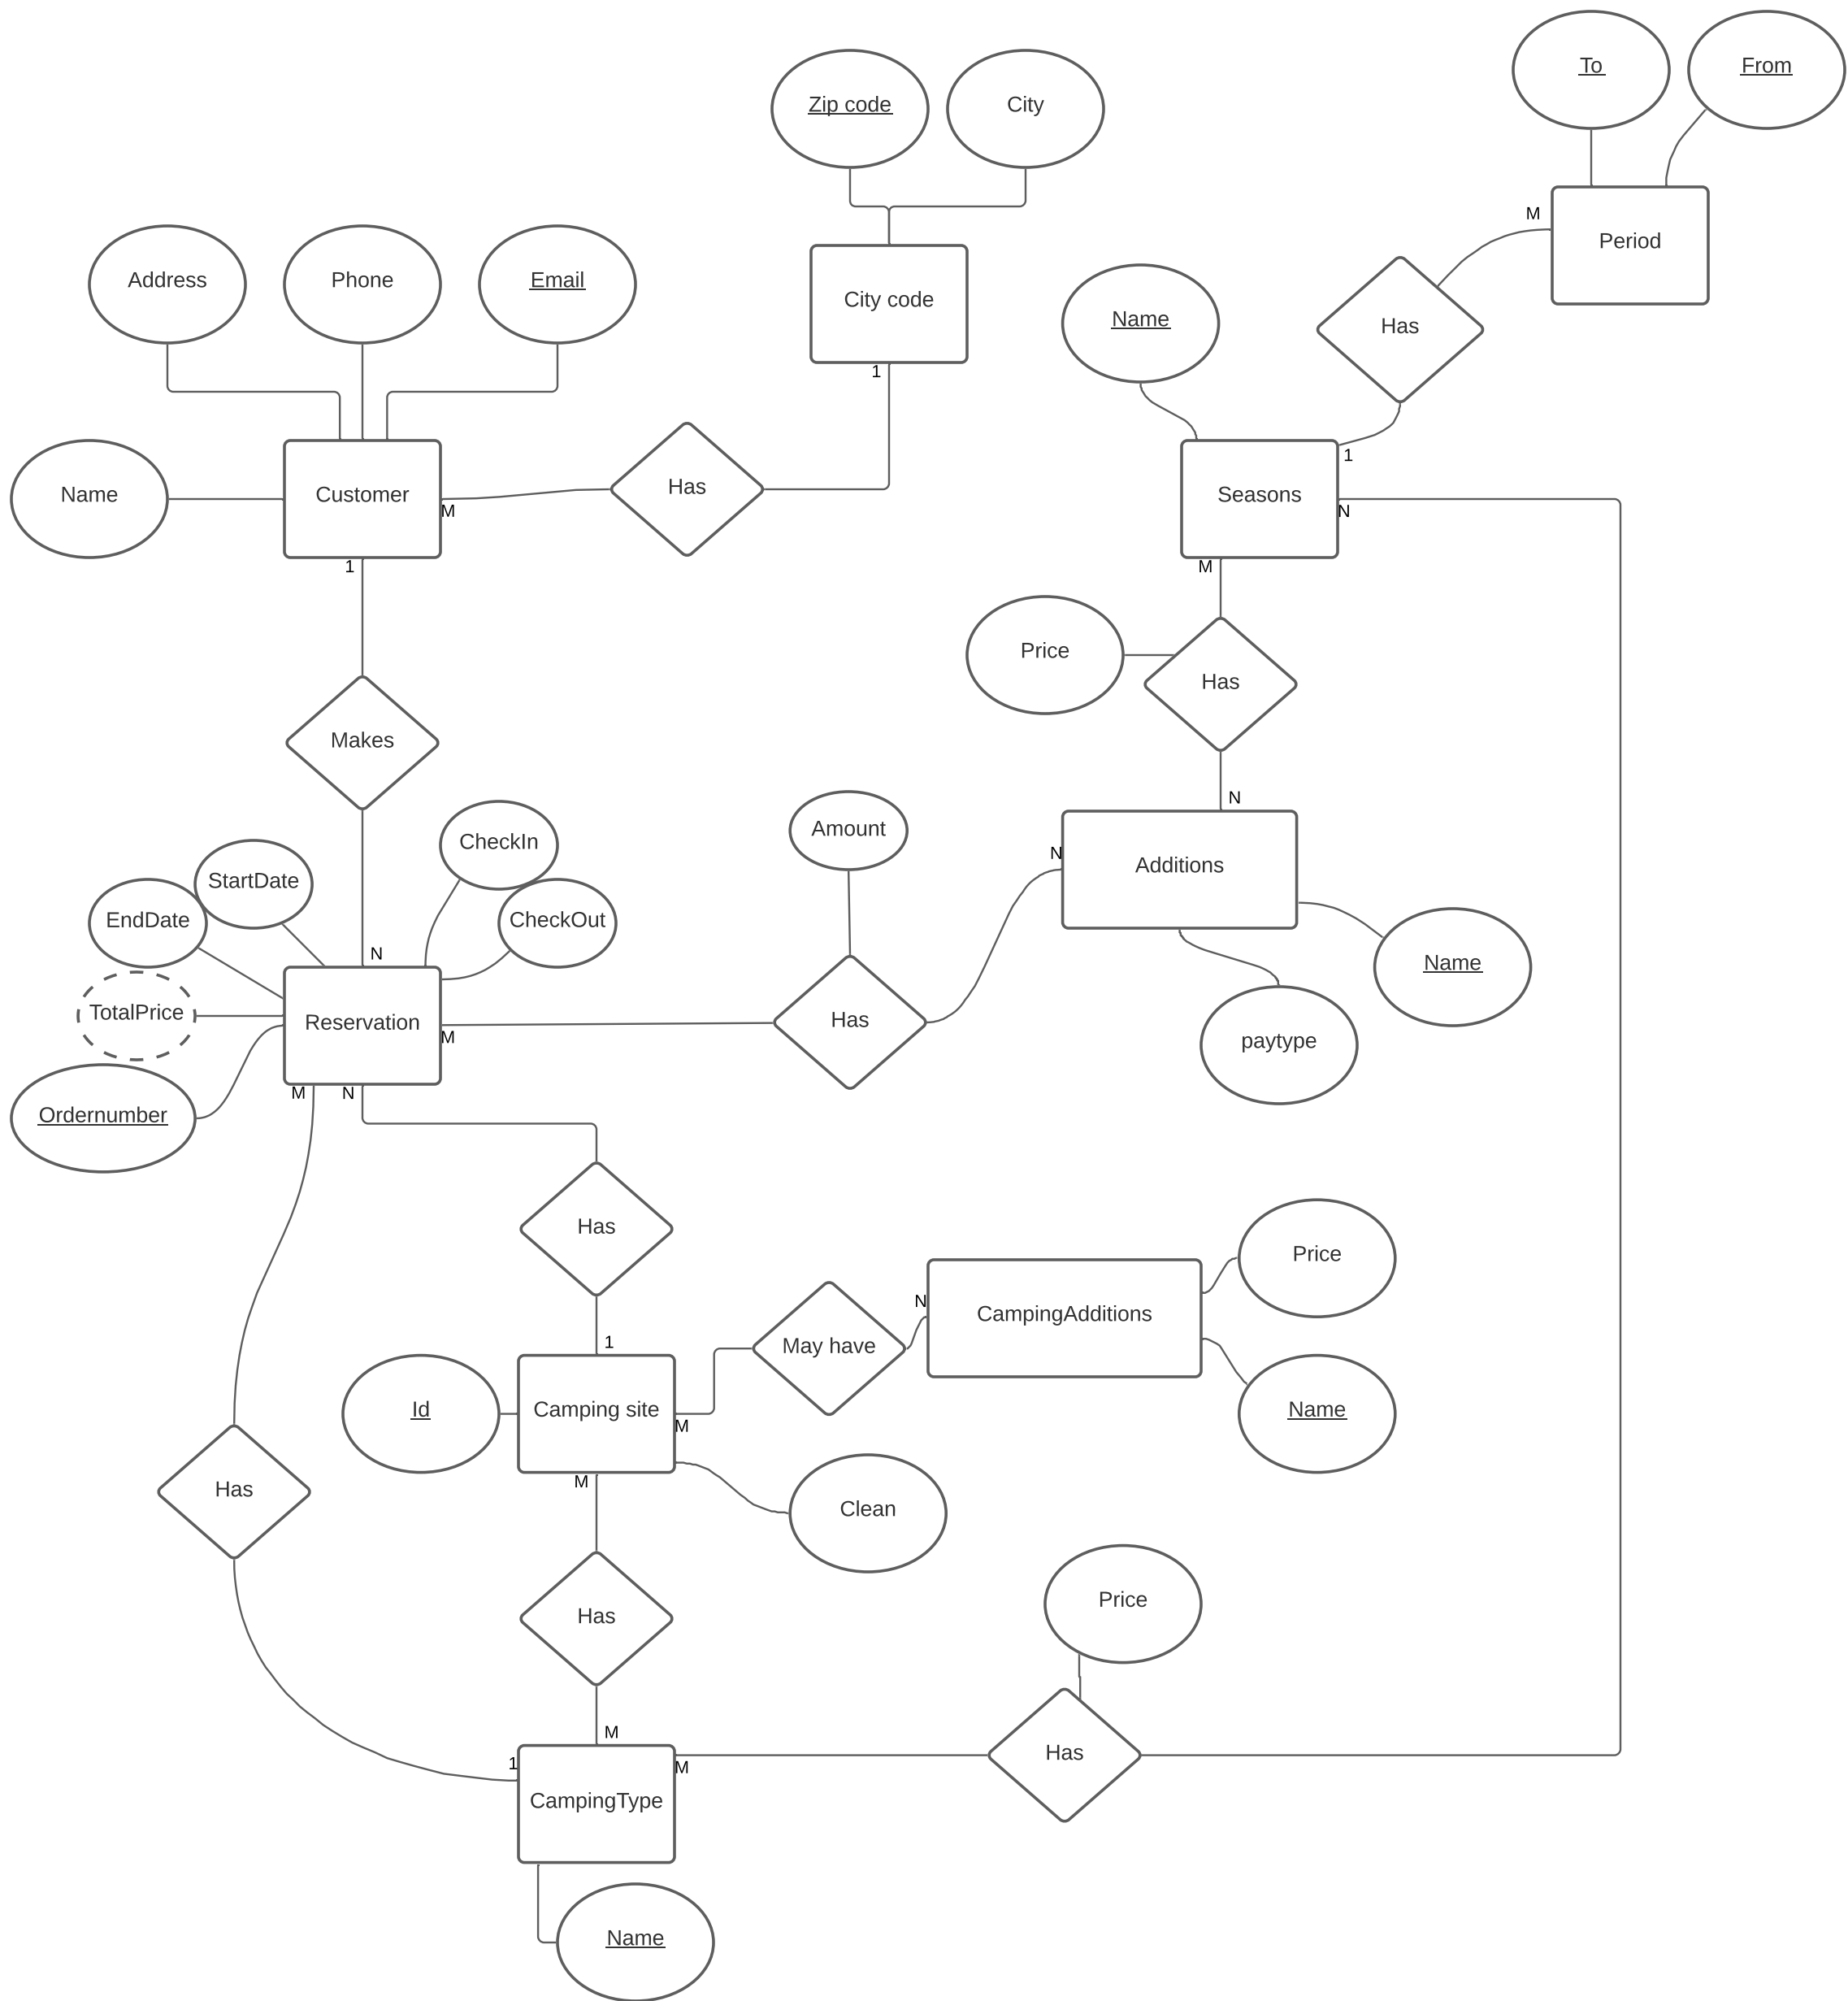 To
From
Zip code
City
Period
M
Address
Phone
Email
City code
Name
Has
1
1
Name
Customer
M
Has
Seasons
N
1
M
Price
Has
Makes
N
Amount
CheckIn
StartDate
EndDate
CheckOut
N
Additions
N
TotalPrice
Reservation
M
Has
Name
paytype
Ordernumber
M
N
Has
Price
N
CampingAdditions
1
May have
Id
Camping site
M
Name
M
Clean
Has
Has
Price
M
1
M
Has
CampingType
Name